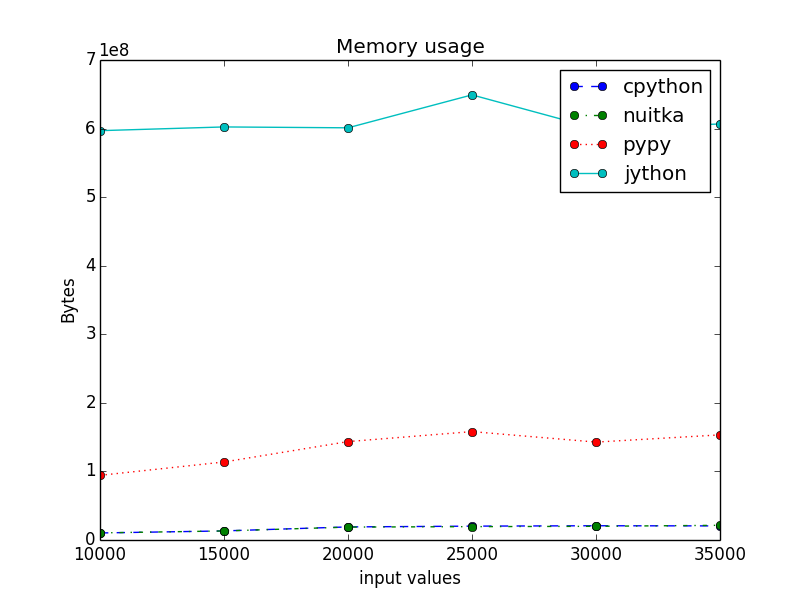 Memory usage
1e8
7
6
5
4
3
2
1
0
Bytes
cpython
nuitka
pypy
jython
10000 15000 20000 25000 30000 35000
input values